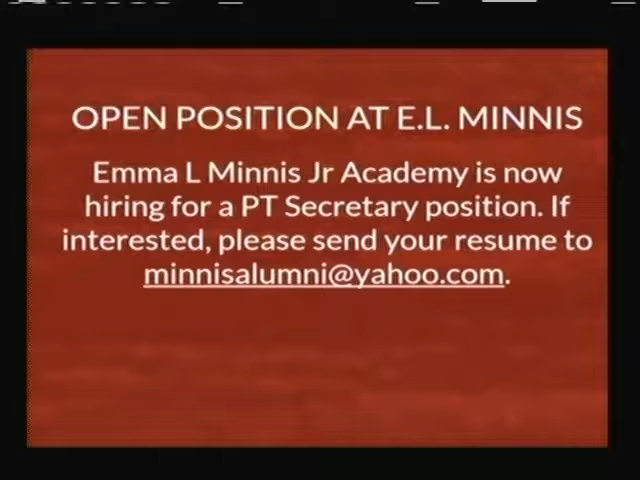 OPEN POSITION AT E.L. MINNIS
Emma L Minnis Jr Academy is now
hiring for a PT Secretary position. If
interested, please send your resume to
minnisalumni@yahoo.com.